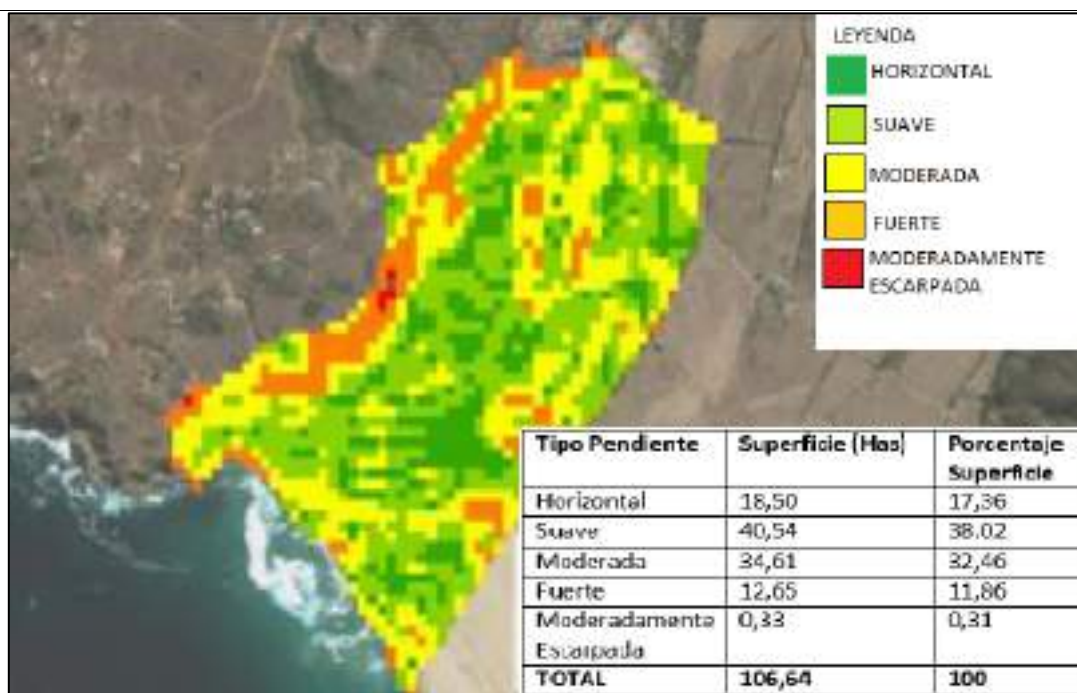 LEYENDA
HORIZONTAL
SUAVE
MODERADA
FUERTE
MODERADAMENTE
ESCARPADA
Tipo Pendiente Superficie (Has) Porcentaje
Superficie
Horizontal 18,50 17,36
Suave 40,54 38.02
Moderada 34,61 32,46
Fuerte 12,65 11,86
Moderadamente 0,33 0,31
Escarpada
TOTAL 106,64 100